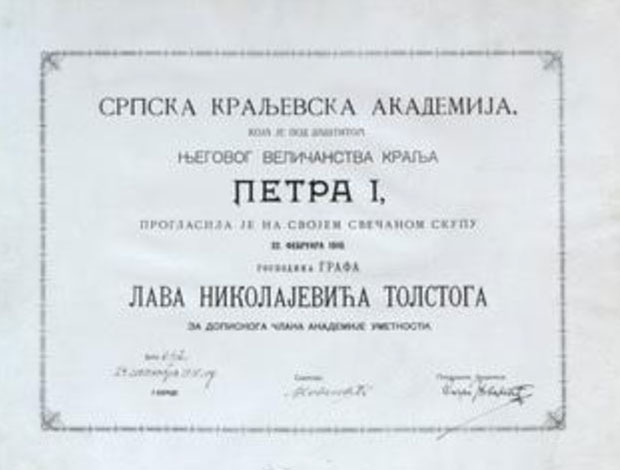 СРПСКА КРАЉЕВСКА АКАДЕМИЈА.
КОЈА ЈЕ ПОД ЗАШТИТОМ
ЊЕГОВОГ ВЕЛИЧАНСТВА КРАЉА
ПЕТРА I,
ПРОГЛАСИЛА ЈЕ НА СВОЈЕМ СВЕЧАНОМ СКУПУ
22. ФЕБРУАРА
ГОСПОДИНА ГРАФА
ЛАВА НИКОЛАЈЕВИЋА ТОЛСТОГА
ЗА ДОПИСНОГА ЧЛАНА АКАДЕМИЈЕ УМЕТНОСТИ.